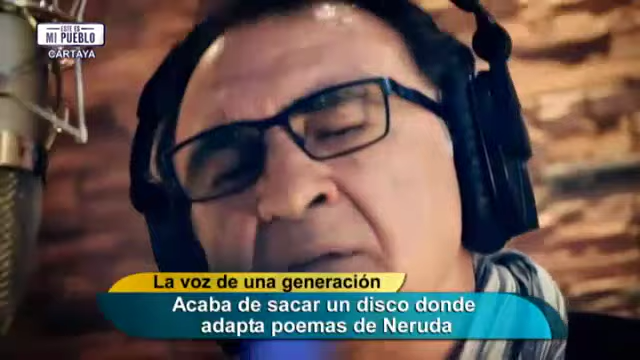 ESTE ES
MI PUEBLO
CARTAYA
La voz de una generación
Acaba de sacar un disco donde
adapta poemas de Neruda